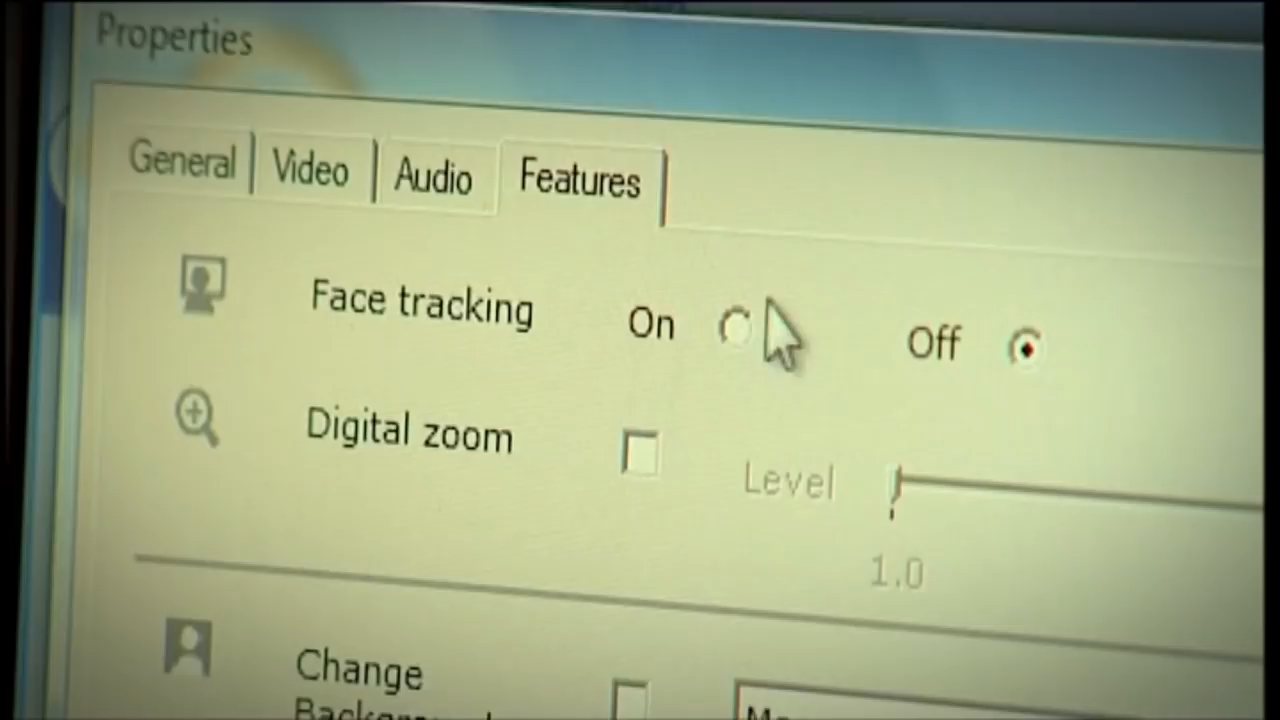 Properties
General Video Audio Features
Face tracking On Off
Digital zoom Level
1.0
Change